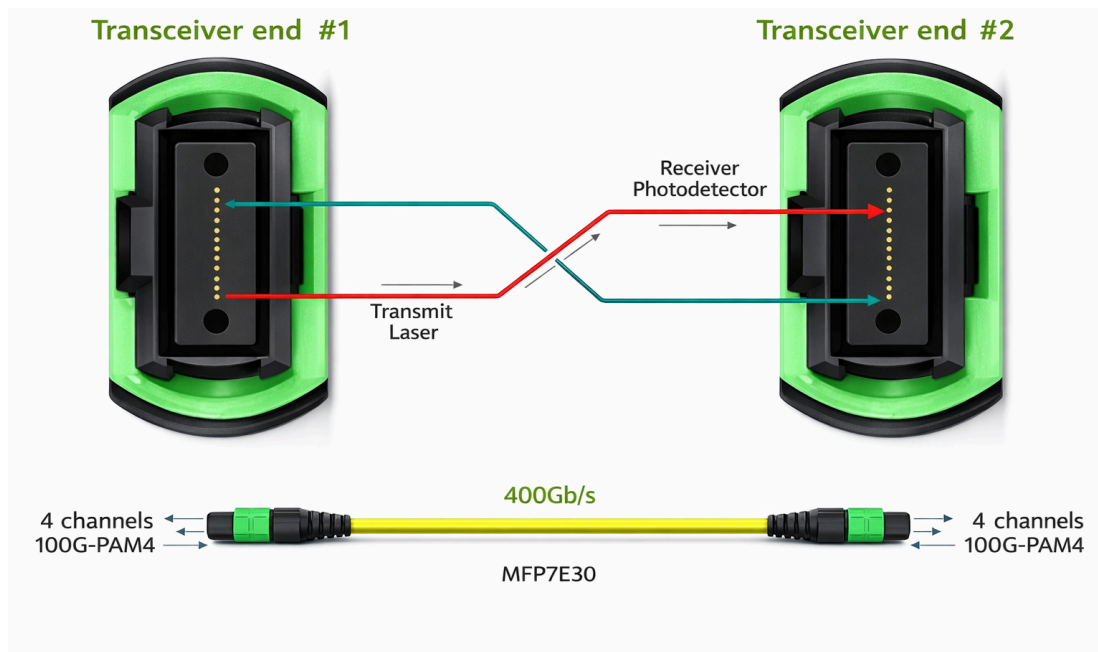 Transceiver end #1
Transceiver end #2
Receiver
Photodetector
Transmit
Laser
400Gb/s
4 channels
100G-PAM4
4 channels
100G-PAM4
MFP7E30